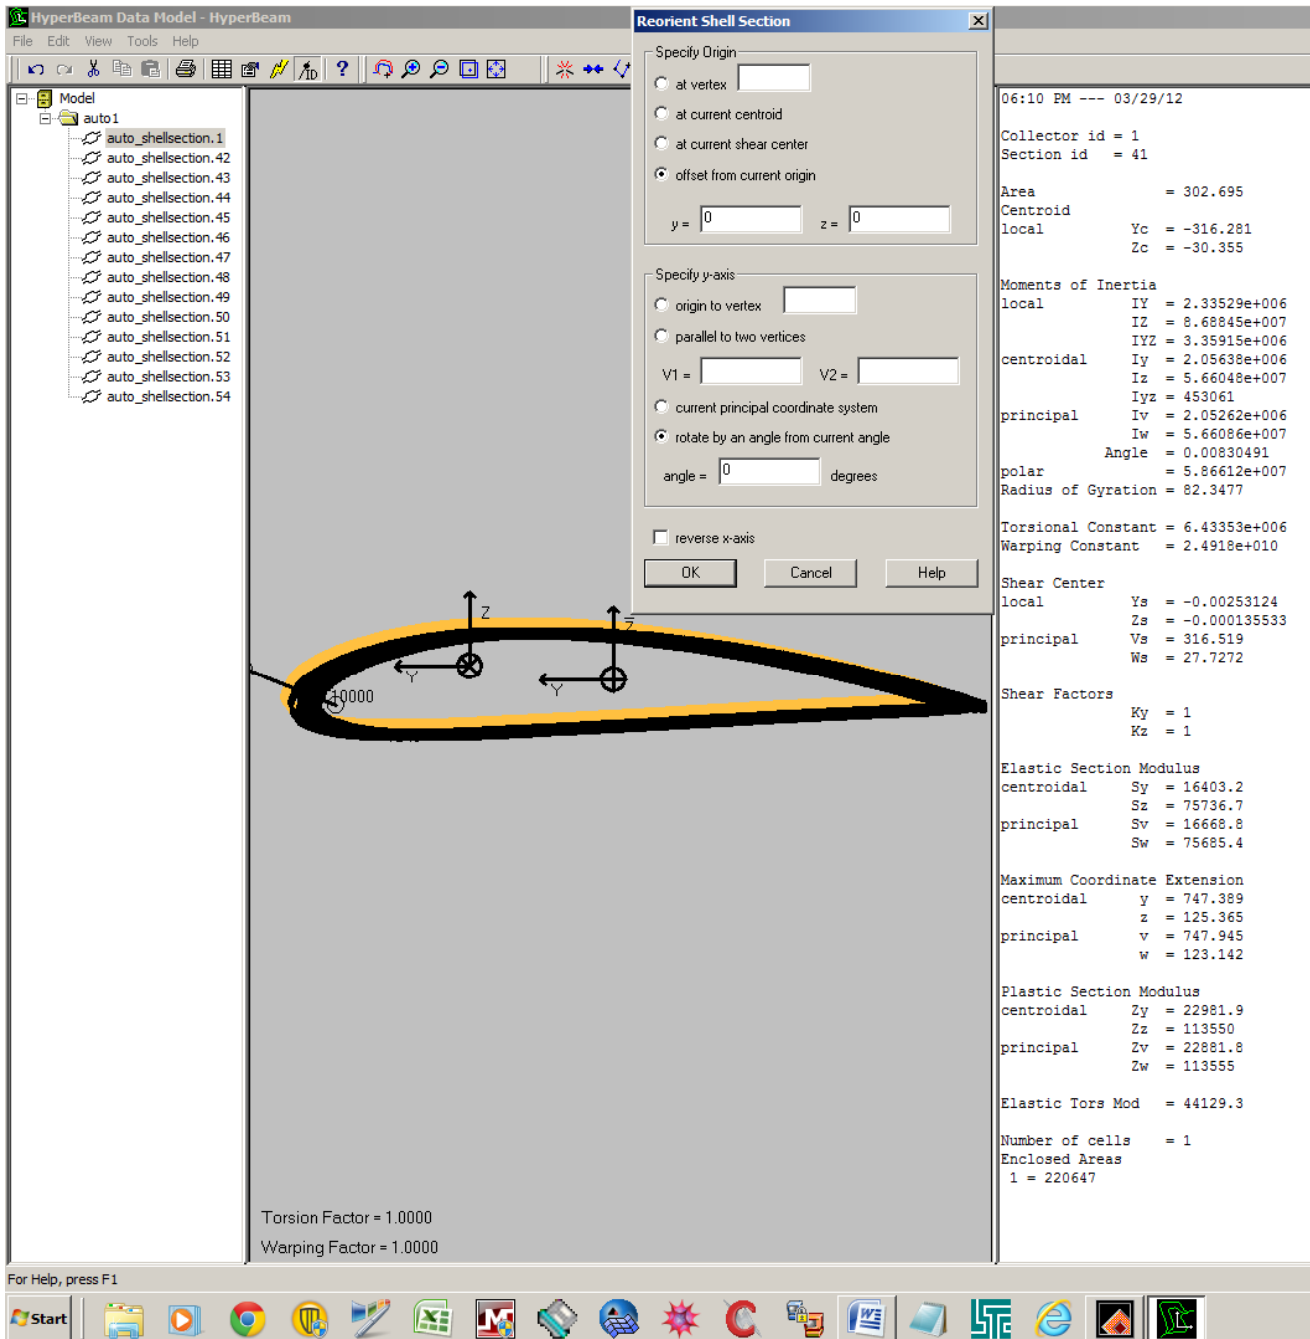 HyperBeam Data Model - HyperBeam
File Edit View Tools Help
Model
auto1
auto_shellsection.1
auto_shellsection.42
auto_shellsection.43
auto_shellsection.44
auto_shellsection.45
auto_shellsection.46
auto_shellsection.47
auto_shellsection.48
auto_shellsection.49
auto_shellsection.50
auto_shellsection.51
auto_shellsection.52
auto_shellsection.53
auto_shellsection.54
Z
Y
Z
Y
10000
Torsion Factor = 1.0000
Warping Factor = 1.0000
Reorient Shell Section
Specify Origin
at vertex
at current centroid
at current shear center
offset from current origin
y = 0 z = 0
Specify y-axis
origin to vertex
parallel to two vertices
V1 = V2 =
current principal coordinate system
rotate by an angle from current angle
angle = 0 degrees
reverse x-axis
OK Cancel Help
06:10 PM --- 03/29/12
Collector id = 1
Section id = 41
Area = 302.695
Centroid
local Yc = -316.281
Zc = -30.355
Moments of Inertia
local IY = 2.33529e+006
IZ = 8.68845e+007
IYZ = 3.35915e+006
centroidal Iy = 2.05638e+006
Iz = 5.66048e+007
Iyz = 453061
principal Iv = 2.05262e+006
Iw = 5.66086e+007
Angle = 0.00830491
polar = 5.86612e+007
Radius of Gyration = 82.3477
Torsional Constant = 6.43353e+006
Warping Constant = 2.4918e+010
Shear Center
local Ys = -0.00253124
Zs = -0.000135533
principal Vs = 316.519
Ws = 27.7272
Shear Factors
Ky = 1
Kz = 1
Elastic Section Modulus
centroidal Sy = 16403.2
Sz = 75736.7
principal Sv = 16668.8
Sw = 75685.4
Maximum Coordinate Extension
centroidal y = 747.389
z = 125.365
principal v = 747.945
w = 123.142
Plastic Section Modulus
centroidal Zy = 22981.9
Zz = 113550
principal Zv = 22881.8
Zw = 113555
Elastic Tors Mod = 44129.3
Number of cells = 1
Enclosed Areas
1 = 220647
For Help, press F1
Start